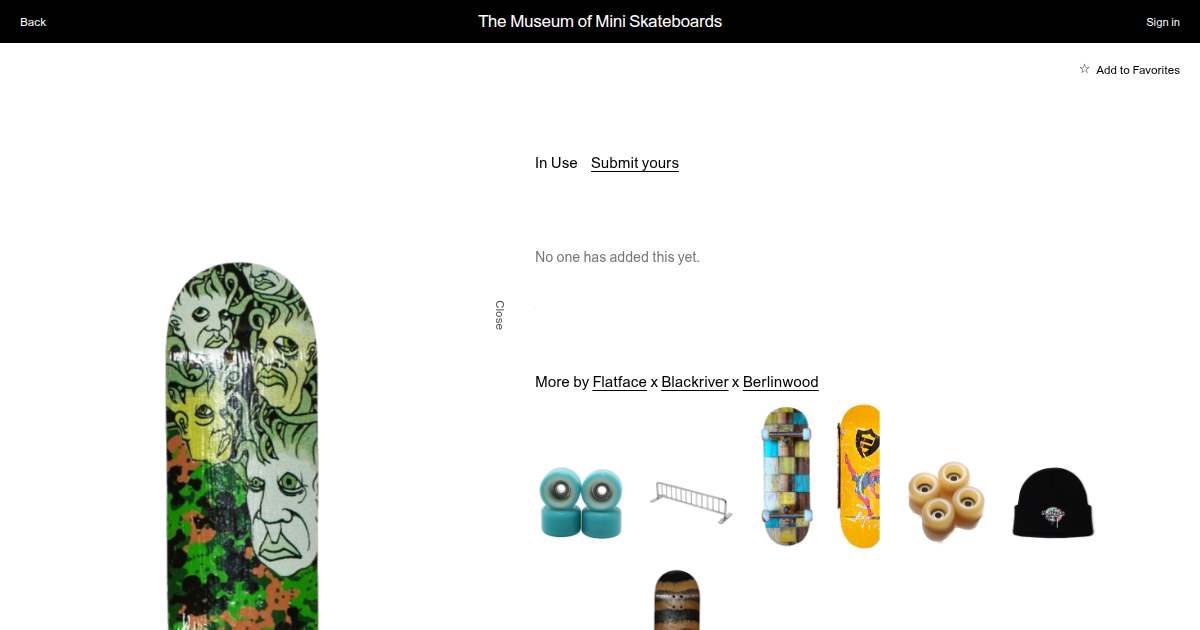 Back
The Museum of Mini Skateboards
Sign in
☆ Add to Favorites
In Use Submit yours
No one has added this yet.
Close
More by Flatface x Blackriver x Berlinwood